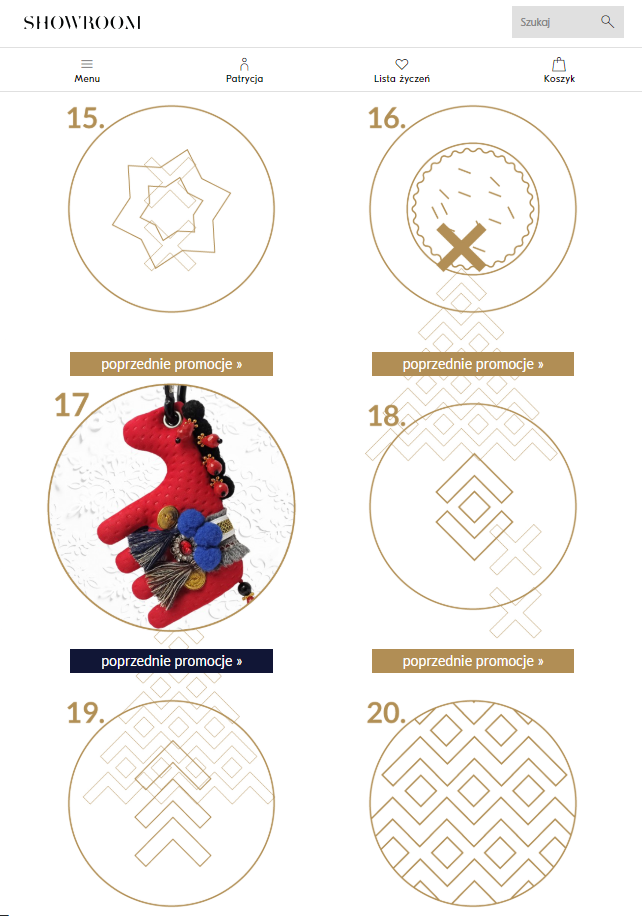 SHOWROOM
Szukaj
Menu
Patrycja
Lista życzeń
Koszyk
15.
16.
poprzednie promocje »
poprzednie promocje »
17
18.
poprzednie promocje »
poprzednie promocje »
19.
20.